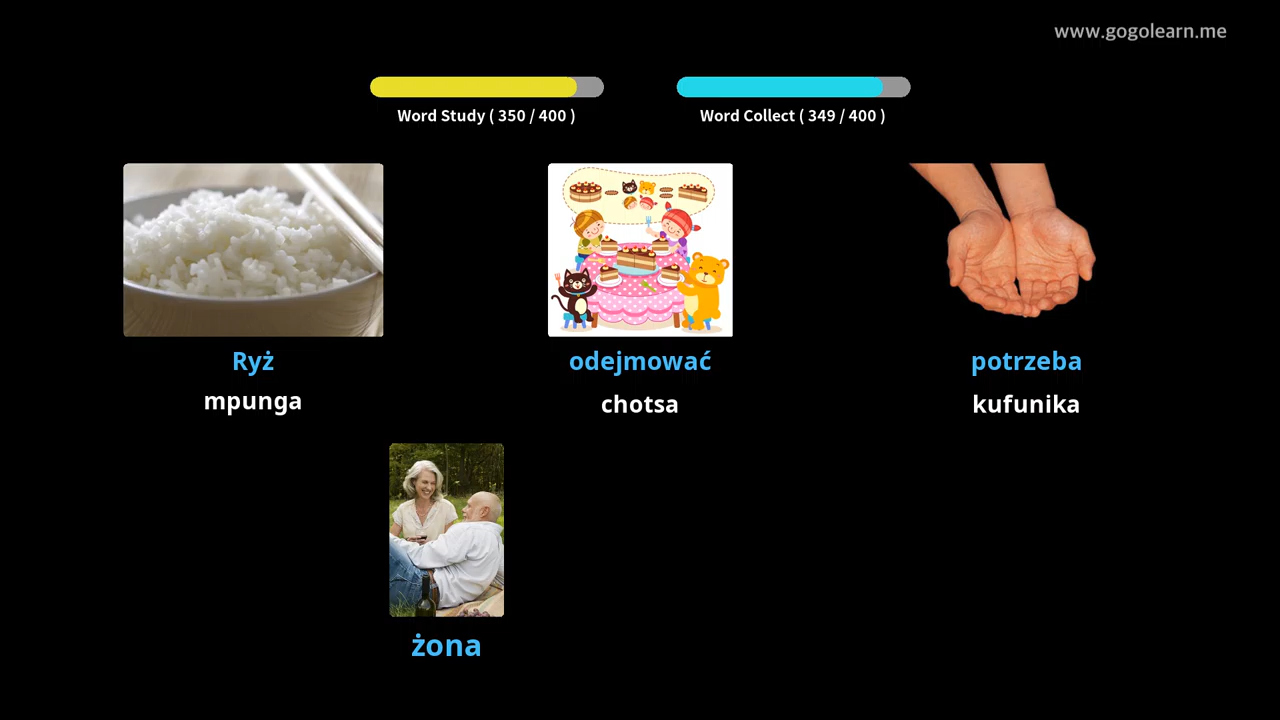 www.gogolearn.me
Word Study ( 350 / 400 )
Word Collect ( 349 / 400 )
Ryż
odejmować
potrzeba
mpunga
chotsa
kufunika
żona